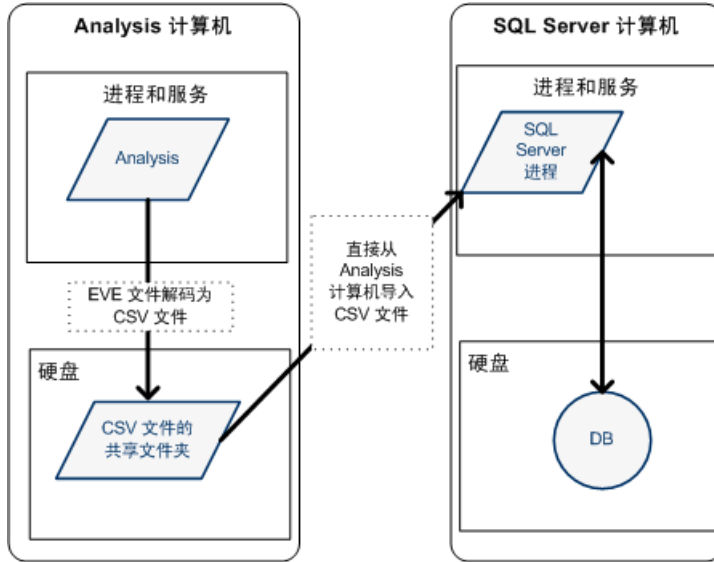 Analysis 计算机
进程和服务
Analysis
EVE 文件解码为
CSV 文件
硬盘
CSV 文件的
共享文件夹
直接从
Analysis
计算机导入
CSV 文件
SQL Server 计算机
进程和服务
SQL
Server
进程
硬盘
DB